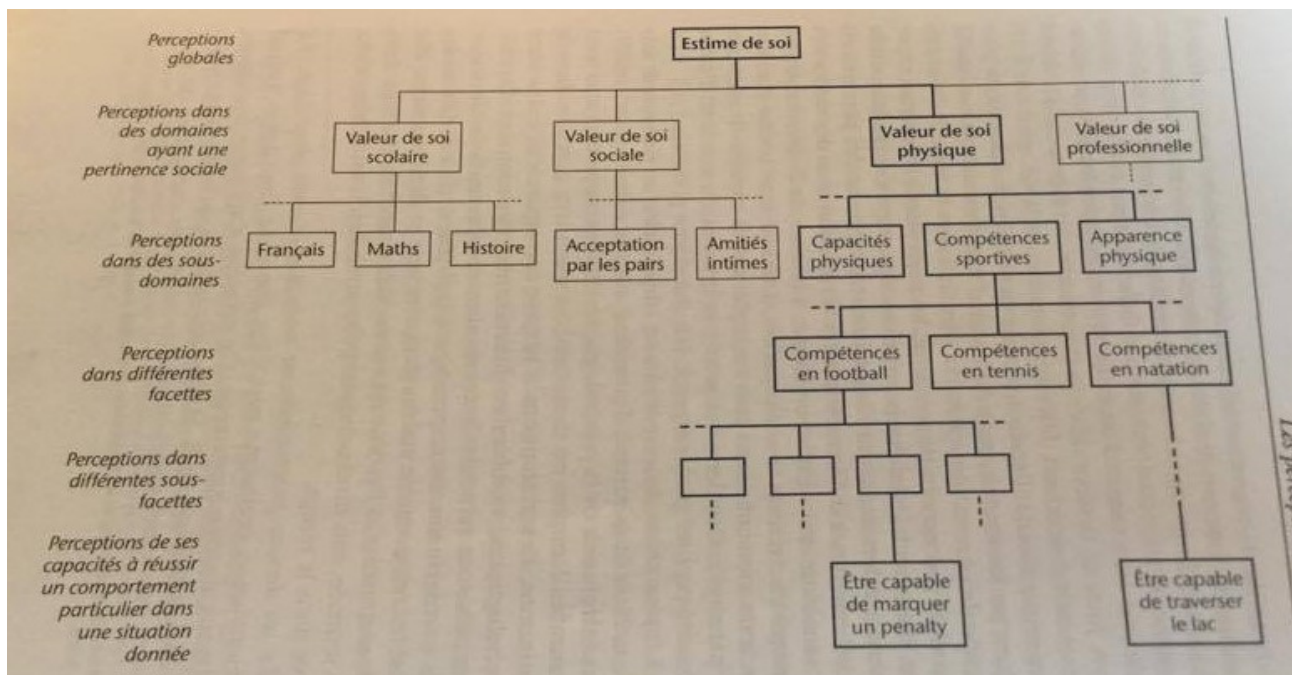 Perceptions
globales
Estime de soi
Perceptions dans
des domaines
ayant une
pertinence sociale
Valeur de soi
scolaire
Valeur de soi
sociale
Valeur de soi
physique
Valeur de soi
professionnelle
Perceptions
dans des sous-
domaines
Français
Maths
Histoire
Acceptation
par les pairs
Amitiés
intimes
Capacités
physiques
Compétences
sportives
Apparence
physique
Perceptions
dans différentes
facettes
Compétences
en football
Compétences
en tennis
Compétences
en natation
Perceptions dans
différentes sous-
facettes
Perceptions de ses
capacités à réussir
un comportement
particulier dans
une situation
donnée
Être capable
de marquer
un penalty
Être capable
de traverser
le lac
Les